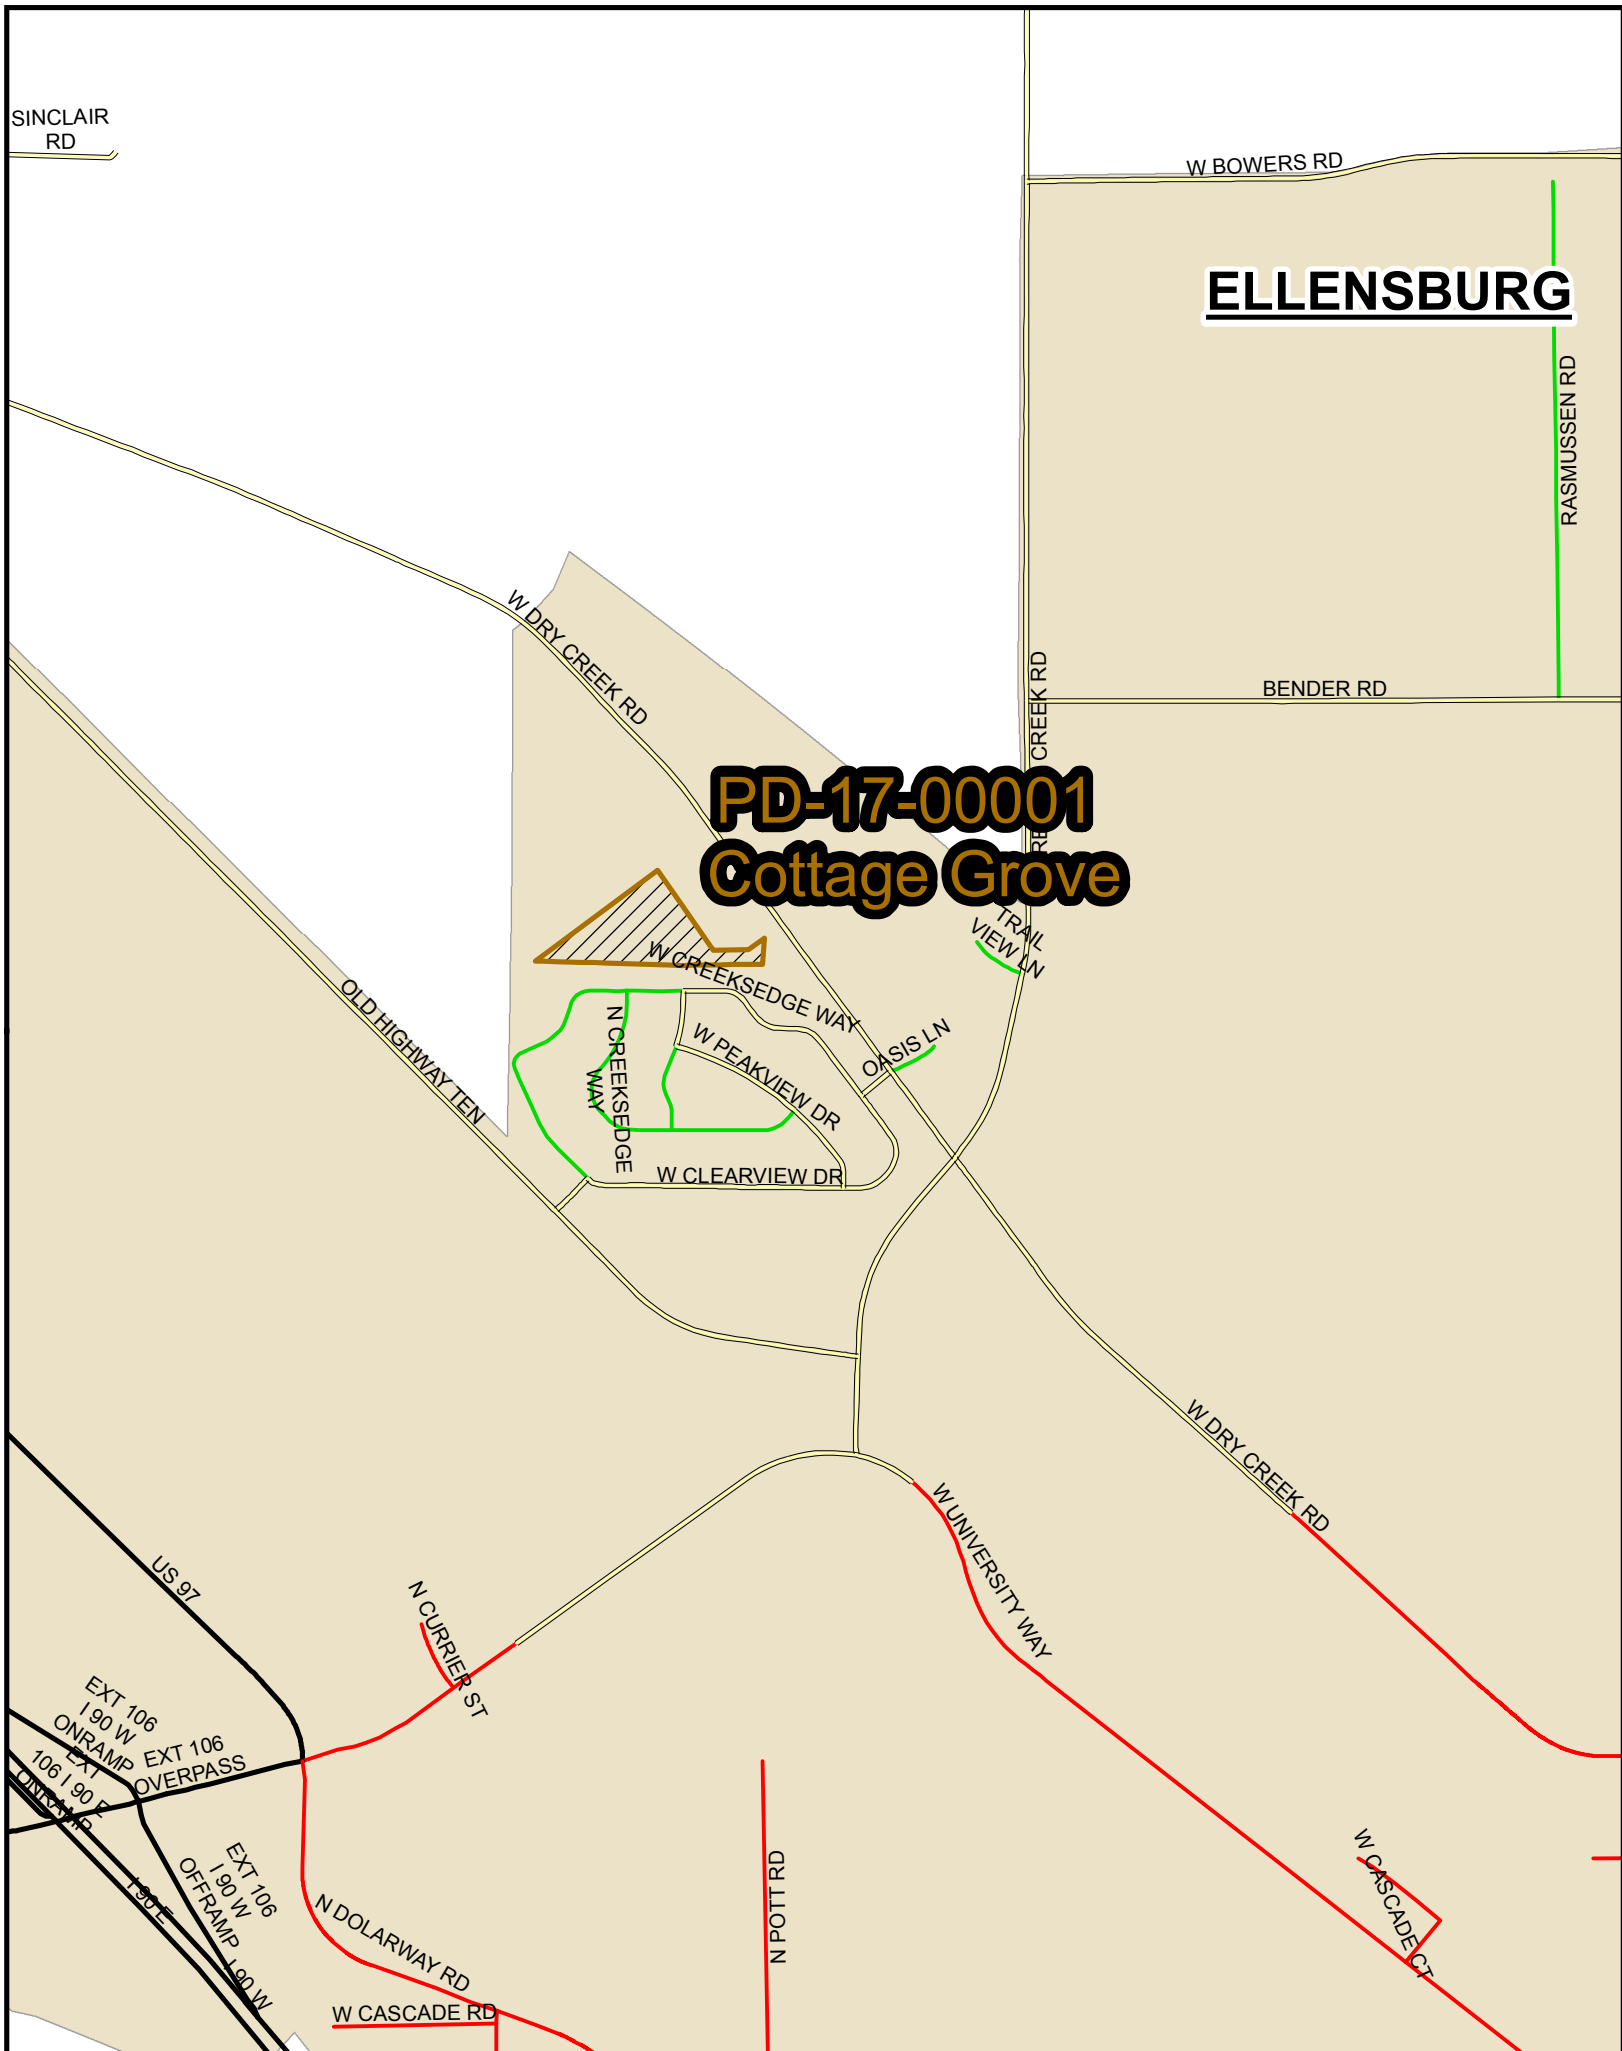 SINCLAIR
RD
W BOWERS RD
ELLENSBURG
RASMUSSEN RD
W DRY CREEK RD
CREEK RD
BENDER RD
PD-17-00001
Cottage Grove
TRAIL
VIEW LN
W CREEKSEDGE WAY
OLD HIGHWAY TEN
N CREEKSEDGE
WAY
W PEAKVIEW DR
OASIS LN
W CLEARVIEW DR
W DRY CREEK RD
W UNIVERSITY WAY
US 97
N CURRIER ST
EXT 106
I 90 W
ONRAMP
EXT 106
OVERPASS
EXT
106 I 90 E
ONRAMP
EXT 106
I 90 W
OFFRAMP
I 90 E
I 90 W
N DOLARWAY RD
W CASCADE RD
N POTT RD
W CASCADE CT